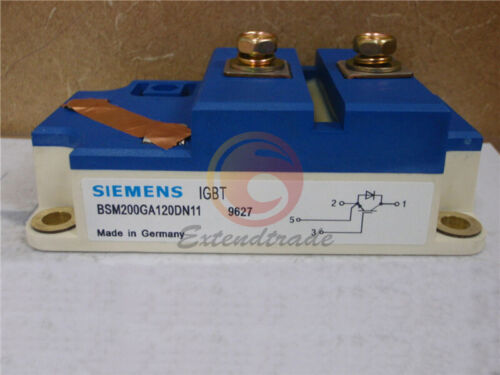 SIEMENS IGBT
BSM200GA120DN11 9627
Made in Germany
2 1
5
3
Extendtrade